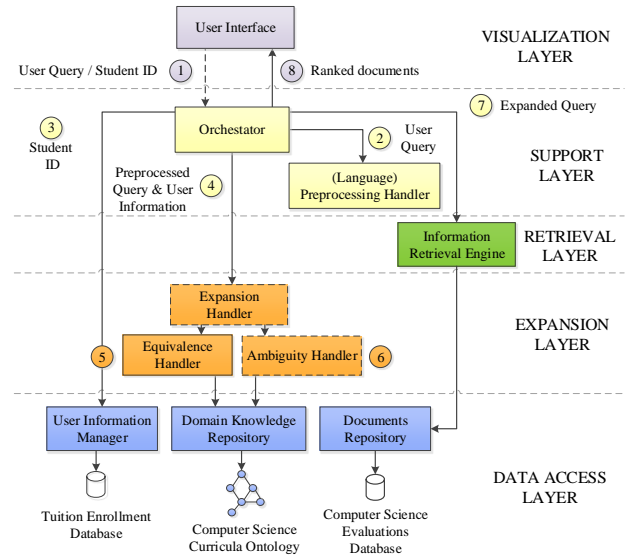 User Interface
VISUALIZATION
LAYER
User Query / Student ID
1
8
Ranked documents
7
Expanded Query
3
Student
ID
Orchestrator
2
User
Query
4
Preprocessed
Query & User
Information
(Language)
Preprocessing Handler
SUPPORT
LAYER
Information
Retrieval Engine
RETRIEVAL
LAYER
Expansion
Handler
EXPANSION
LAYER
5
Equivalence
Handler
Ambiguity Handler
6
User Information
Manager
Domain Knowledge
Repository
Documents
Repository
DATA ACCESS
LAYER
Tuition Enrollment
Database
Computer Science
Curricula Ontology
Computer Science
Evaluations
Database